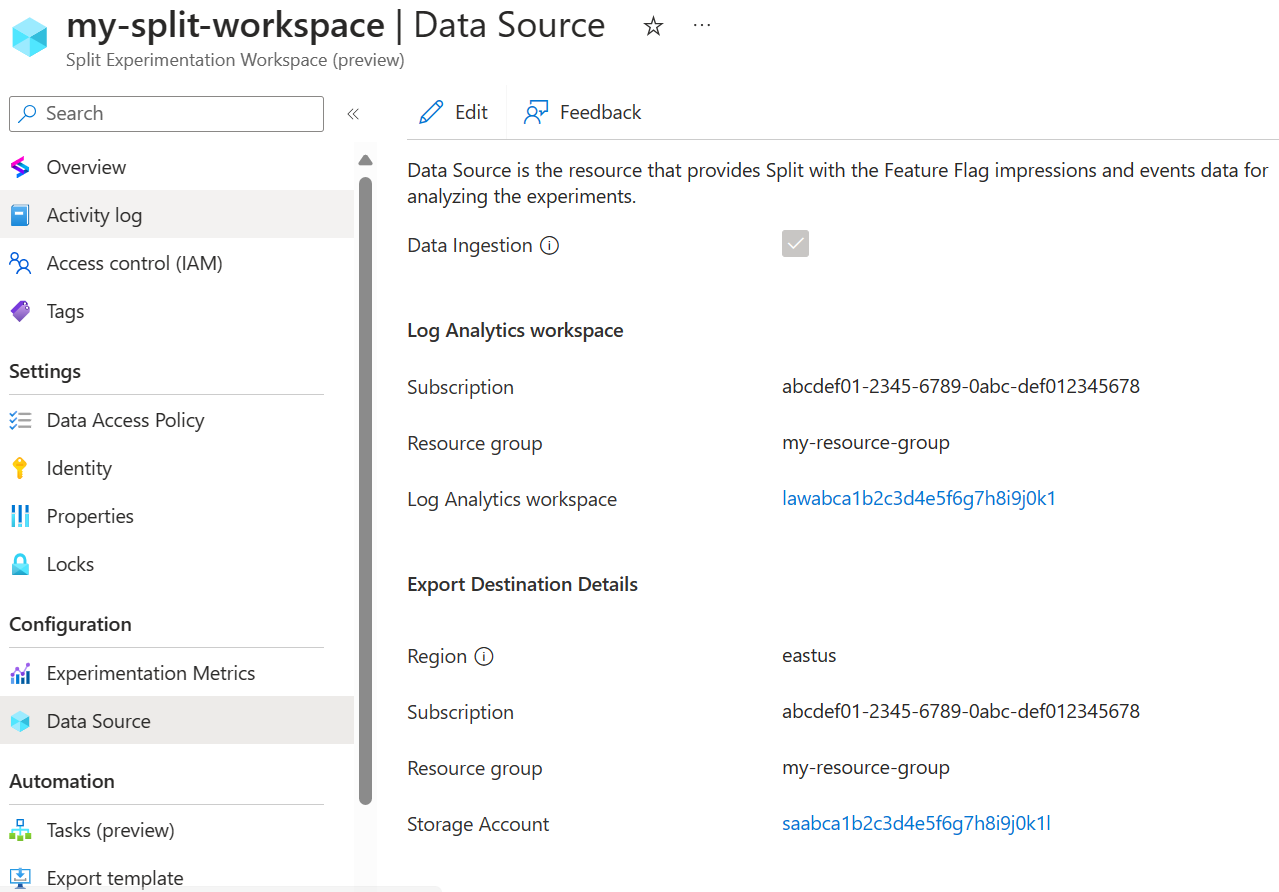 my-split-workspace | Data Source
Split Experimentation Workspace (preview)
Search
Overview
Activity log
Access control (IAM)
Tags
Settings
Data Access Policy
Identity
Properties
Locks
Configuration
Experimentation Metrics
Data Source
Automation
Tasks (preview)
Export template
Edit
Feedback
Data Source is the resource that provides Split with the Feature Flag impressions and events data for
analyzing the experiments.
Data Ingestion
Log Analytics workspace
Subscription abcdef01-2345-6789-0abc-def012345678
Resource group my-resource-group
Log Analytics workspace lawabca1b2c3d4e5f6g7h8i9j0k1
Export Destination Details
Region eastus
Subscription abcdef01-2345-6789-0abc-def012345678
Resource group my-resource-group
Storage Account saabca1b2c3d4e5f6g7h8i9j0k1l